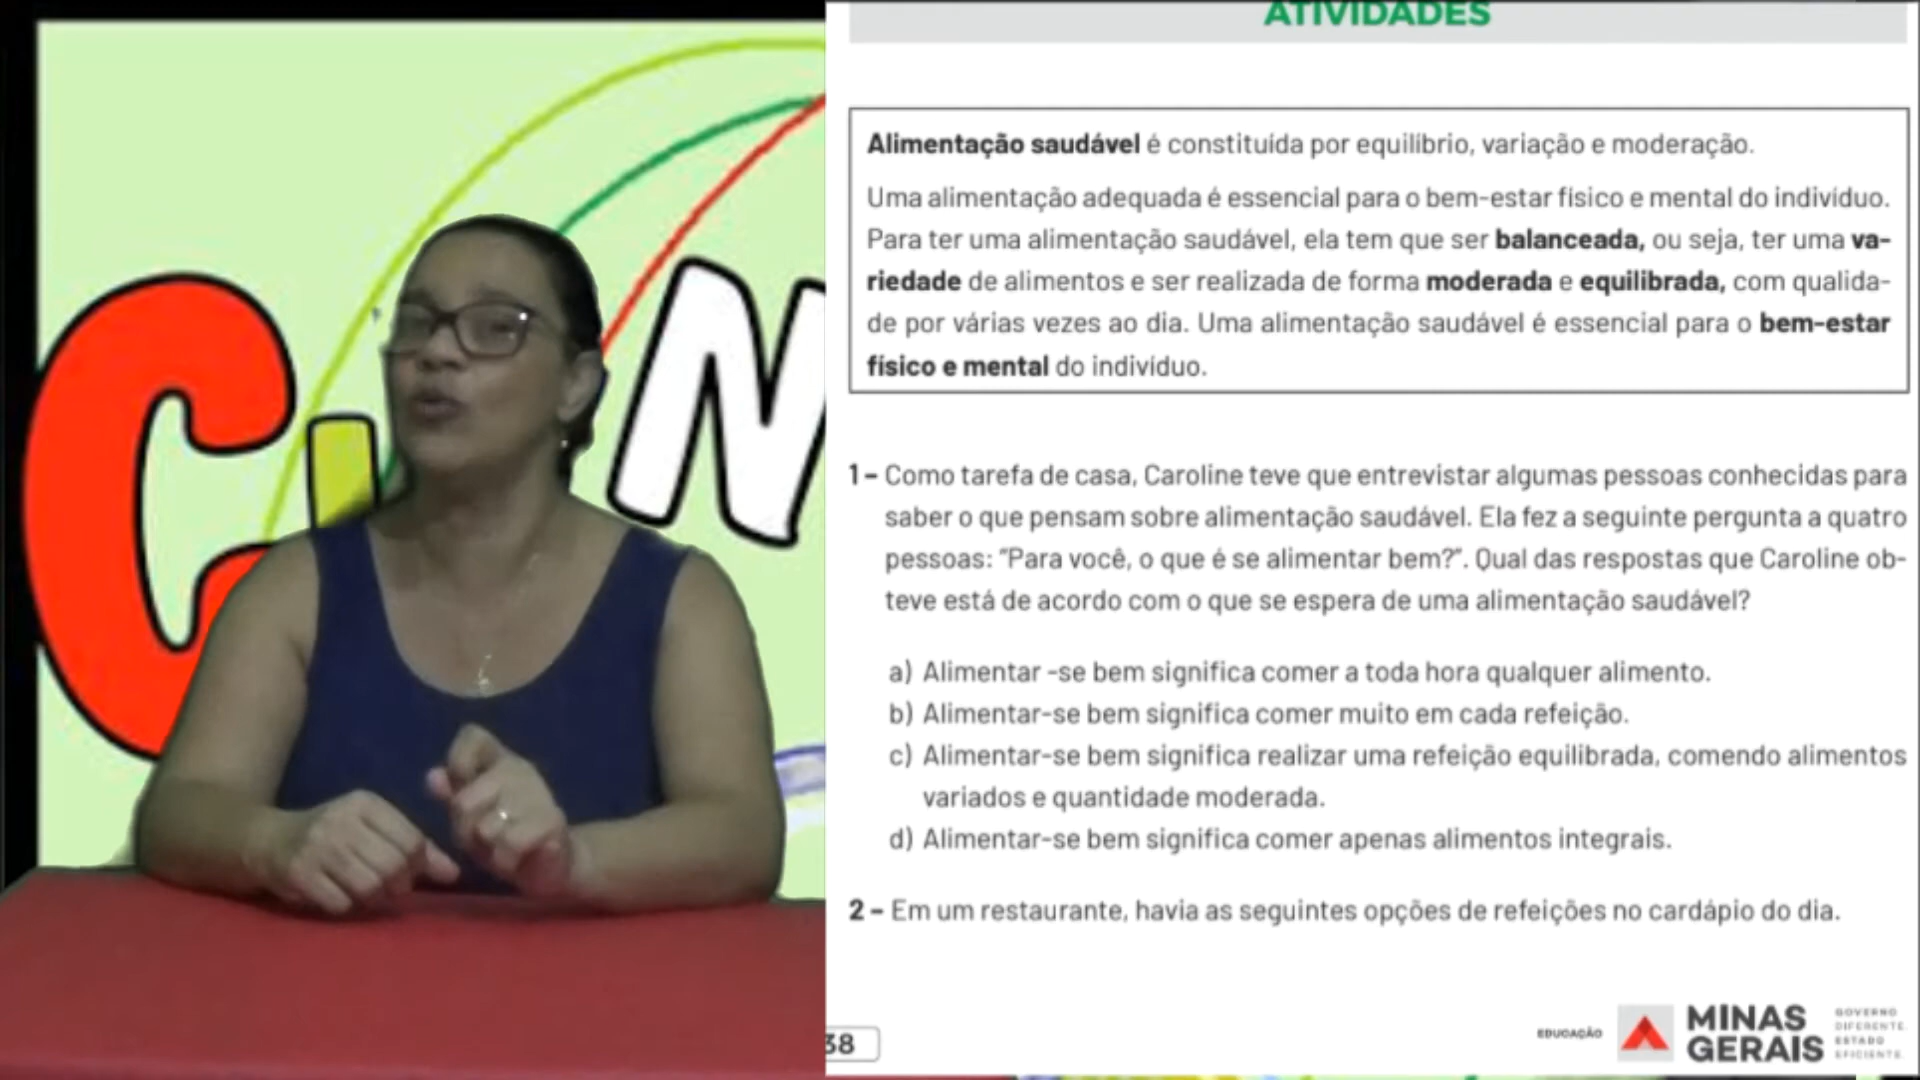 CIÊN
ATIVIDADES
Alimentação saudável é constituída por equilíbrio, variação e moderação.
Uma alimentação adequada é essencial para o bem-estar físico e mental do indivíduo.
Para ter uma alimentação saudável, ela tem que ser balanceada, ou seja, ter uma va-
riedade de alimentos e ser realizada de forma moderada e equilibrada, com qualida-
de por várias vezes ao dia. Uma alimentação saudável é essencial para o bem-estar
físico e mental do indivíduo.
1 – Como tarefa de casa, Caroline teve que entrevistar algumas pessoas conhecidas para
saber o que pensam sobre alimentação saudável. Ela fez a seguinte pergunta a quatro
pessoas: “Para você, o que é se alimentar bem?”. Qual das respostas que Caroline ob-
teve está de acordo com o que se espera de uma alimentação saudável?
a) Alimentar -se bem significa comer a toda hora qualquer alimento.
b) Alimentar-se bem significa comer muito em cada refeição.
c) Alimentar-se bem significa realizar uma refeição equilibrada, comendo alimentos
variados e quantidade moderada.
d) Alimentar-se bem significa comer apenas alimentos integrais.
2 – Em um restaurante, havia as seguintes opções de refeições no cardápio do dia.
38
EDUCAÇÃO
MINAS
GERAIS
GOVERNO
DIFERENTE.
ESTADO
EFICIENTE.